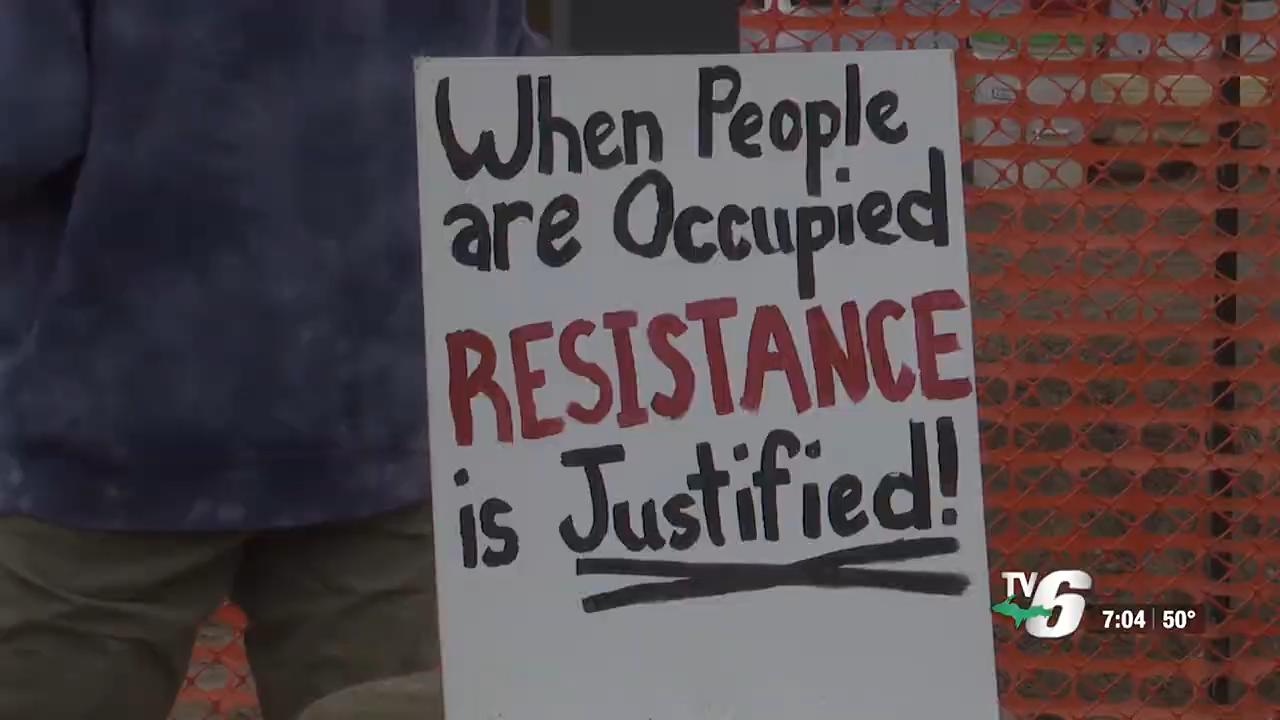 When People
are Occupied
RESISTANCE
is Justified!
TV6
7:04 50°